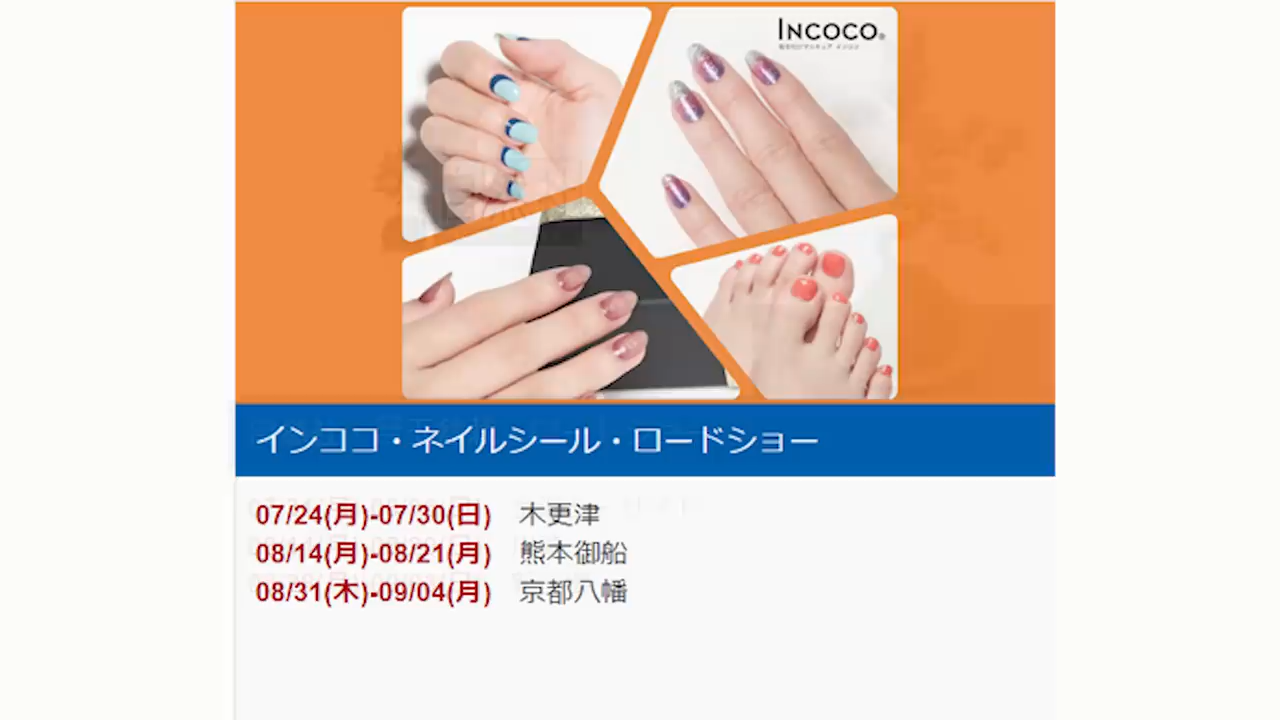 INCOCO®
インココ・ネイルシール・ロードショー
07/24(月)-07/30(日) 木更津
08/14(月)-08/21(月) 熊本御船
08/31(木)-09/04(月) 京都八幡